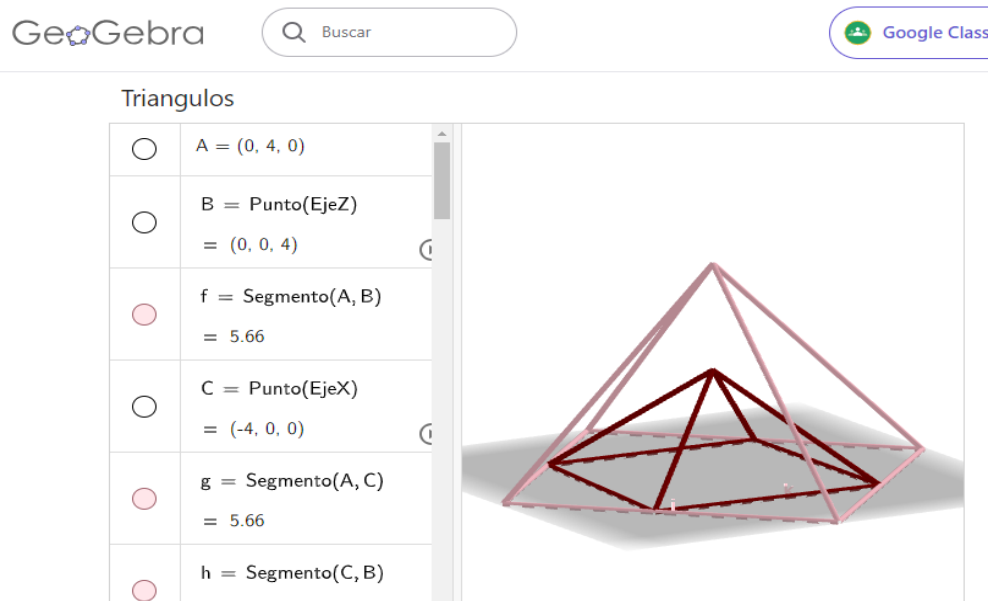 GeoGebra
Buscar
Google Class
Triangulos
A = (0, 4, 0)
B = Punto(EjeZ)
= (0, 0, 4)
f = Segmento(A, B)
= 5.66
C = Punto(EjeX)
= (-4, 0, 0)
g = Segmento(A, C)
= 5.66
h = Segmento(C, B)